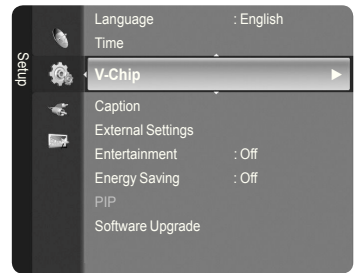 Setup
Language : English
Time
V-Chip
Caption
External Settings
Entertainment : Off
Energy Saving : Off
PIP
Software Upgrade